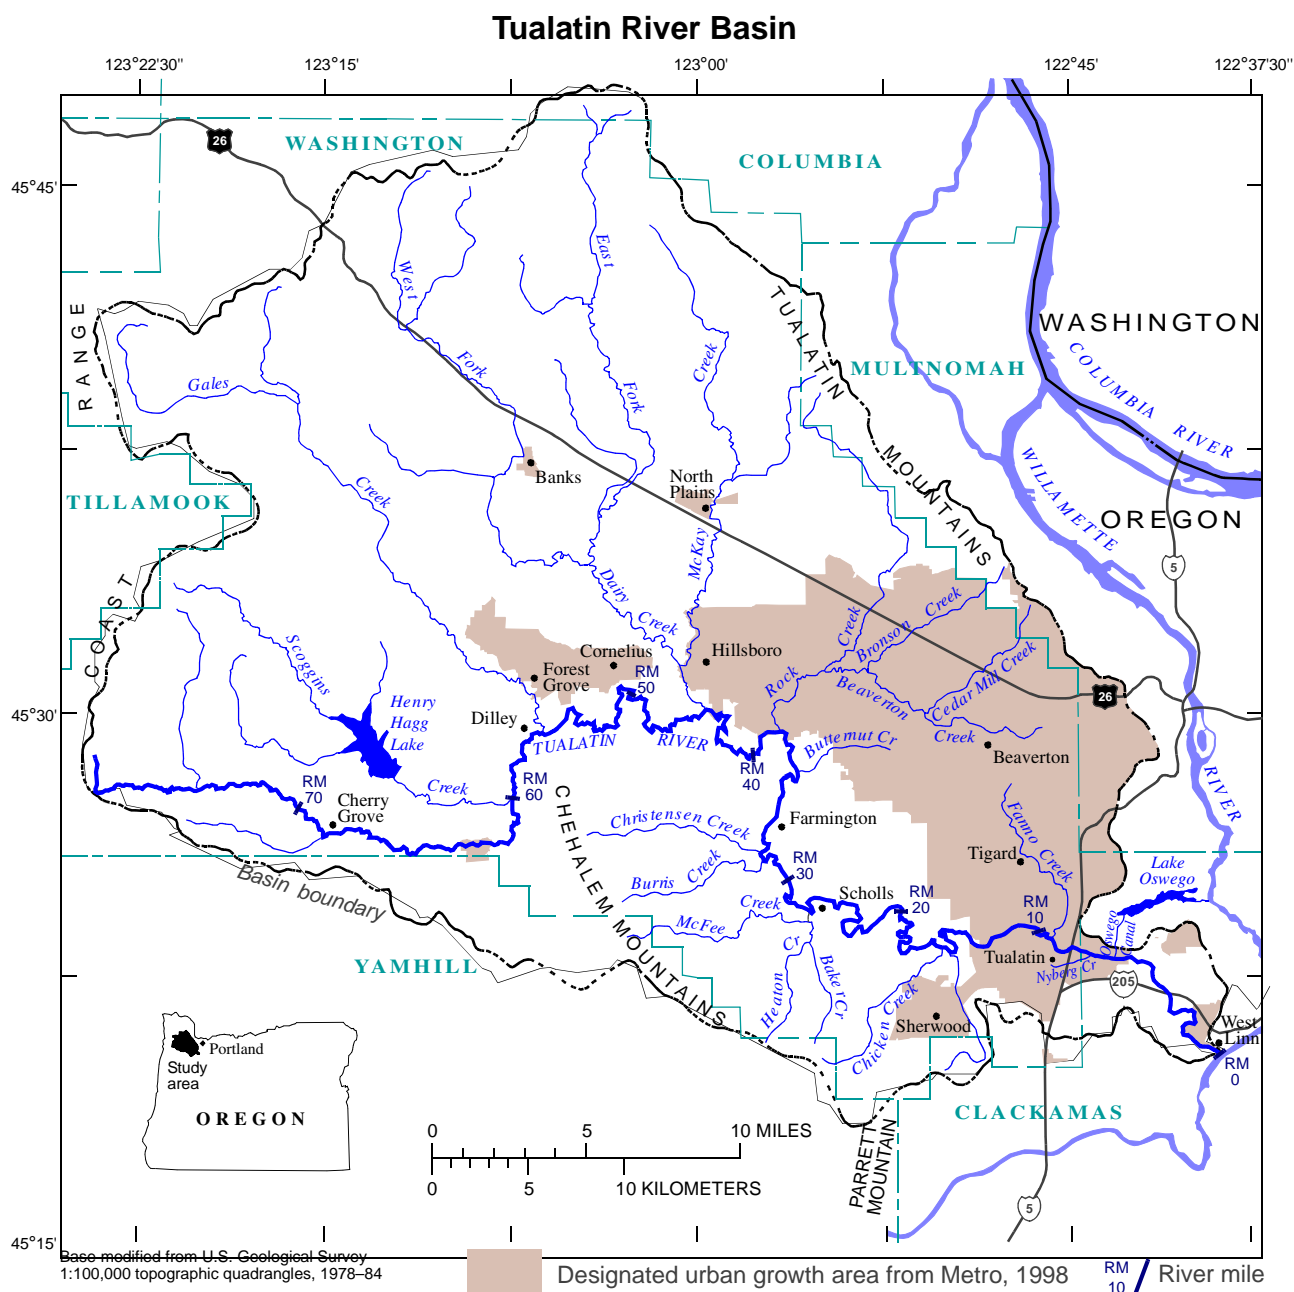 Tualatin River Basin
123°22'30"
123°15'
123°00'
122°45'
122°37'30"
26
WASHINGTON
COLUMBIA
45°45'
East
West
TUALATIN
RANGE
WASHINGTON
COLUMBIA
RIVER
Creek
Fork
MULTNOMAH
Gales
Fork
MOUNTAINS
WILLAMETTE
Banks
North
Plains
Creek
TILLAMOOK
OREGON
McKay
5
COAST
Dairy
Creek
Creek
Bronson
Creek
Scoggins
Cornelius
Hillsboro
Forest
Grove
RM
50
Rock
Beaverton
Creek
Cedar Mill
Creek
26
45°30'
Henry
Hagg
Lake
Dilley
TUALATIN
RIVER
Buttemut Cr
Beaverton
RIVER
RM
70
Creek
RM
60
RM
40
Cherry
Grove
CHEHALEM MOUNTAINS
Christensen Creek
Farmington
Fanno Creek
Tigard
Lake
Oswego
Basin boundary
Burris
Creek
RM
30
Scholls
RM
20
RM
10
Creek
McFee
Oswego
Canal
YAMHILL
Cr
Heaton
Baker Cr
Chicken Creek
Tualatin
Nyberg Cr
205
Sherwood
West
Linn
RM
0
Portland
Study
area
OREGON
CLACKAMAS
0
5
10 MILES
0
5
10 KILOMETERS
PARRETT
MOUNTAIN
5
45°15'
Base modified from U.S. Geological Survey
1:100,000 topographic quadrangles, 1978–84
Designated urban growth area from Metro, 1998
RM
10
River mile